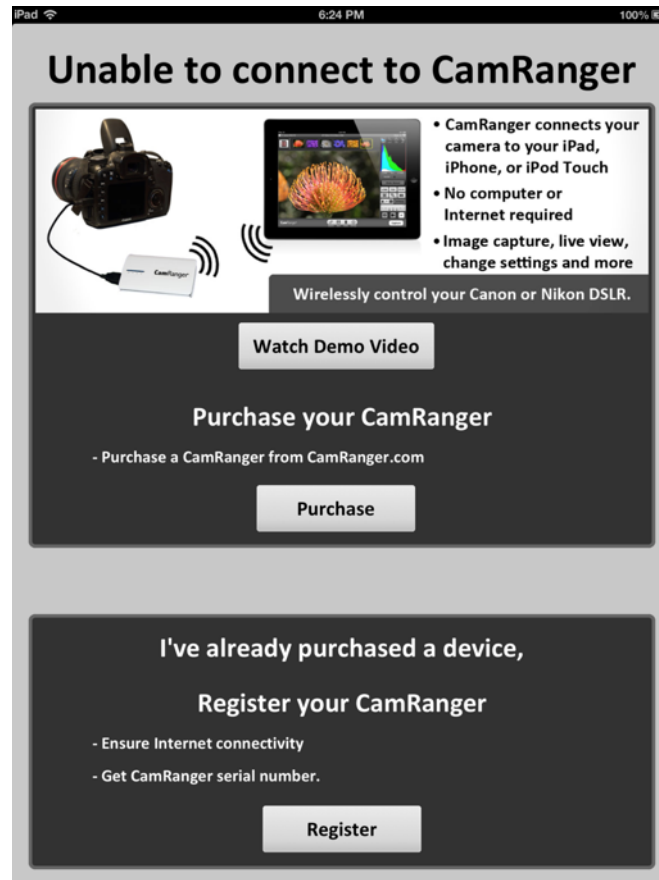 iPad 6:24 PM 100%
Unable to connect to CamRanger
• CamRanger connects your
camera to your iPad,
iPhone, or iPod Touch
• No computer or
Internet required
• Image capture, live view,
change settings and more
CamRanger
Wirelessly control your Canon or Nikon DSLR.
Watch Demo Video
Purchase your CamRanger
- Purchase a CamRanger from CamRanger.com
Purchase
I've already purchased a device,
Register your CamRanger
- Ensure Internet connectivity
- Get CamRanger serial number.
Register